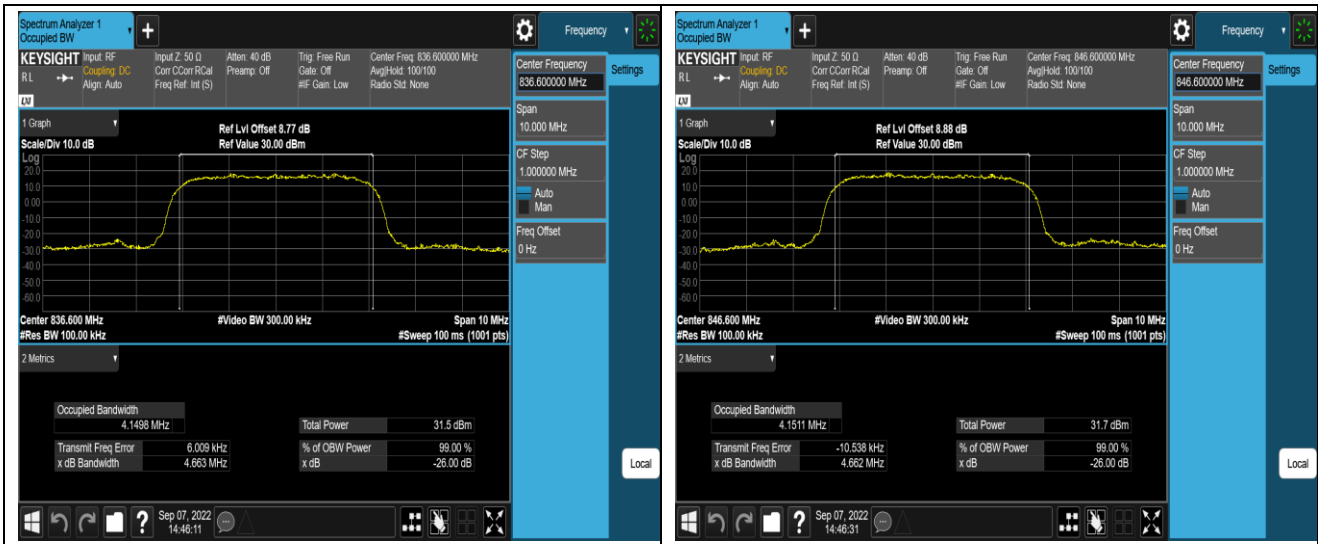 Spectrum Analyzer 1
Occupied BW
+
Frequency
KEYSIGHT
RL
LXI
Input: RF
Coupling: DC
Align: Auto
Input Z: 50 Ω
Corr CCorr RCal
Freq Ref: Int (S)
Atten: 40 dB
Preamp: Off
Trig: Free Run
Gate: Off
#IF Gain: Low
Center Freq: 836.600000 MHz
Avg|Hold: 100/100
Radio Std: None
Center Frequency
836.600000 MHz
Settings
Span
10.000 MHz
CF Step
1.000000 MHz
Auto
Man
Freq Offset
0 Hz
Local
1 Graph
Scale/Div 10.0 dB
Ref Lvl Offset 8.77 dB
Ref Value 30.00 dBm
Log
20.0
10.0
0.00
-10.0
-20.0
-30.0
-40.0
-50.0
-60.0
Center 836.600 MHz
#Video BW 300.00 kHz
Span 10 MHz
#Res BW 100.00 kHz
#Sweep 100 ms (1001 pts)
2 Metrics
Occupied Bandwidth
4.1498 MHz
Total Power 31.5 dBm
Transmit Freq Error 6.009 kHz
% of OBW Power 99.00 %
x dB Bandwidth 4.663 MHz
x dB -26.00 dB
?
Sep 07, 2022
14:46:11
Spectrum Analyzer 1
Occupied BW
+
Frequency
KEYSIGHT
RL
LXI
Input: RF
Coupling: DC
Align: Auto
Input Z: 50 Ω
Corr CCorr RCal
Freq Ref: Int (S)
Atten: 40 dB
Preamp: Off
Trig: Free Run
Gate: Off
#IF Gain: Low
Center Freq: 846.600000 MHz
Avg|Hold: 100/100
Radio Std: None
Center Frequency
846.600000 MHz
Settings
Span
10.000 MHz
CF Step
1.000000 MHz
Auto
Man
Freq Offset
0 Hz
Local
1 Graph
Scale/Div 10.0 dB
Ref Lvl Offset 8.88 dB
Ref Value 30.00 dBm
Log
20.0
10.0
0.00
-10.0
-20.0
-30.0
-40.0
-50.0
-60.0
Center 846.600 MHz
#Video BW 300.00 kHz
Span 10 MHz
#Res BW 100.00 kHz
#Sweep 100 ms (1001 pts)
2 Metrics
Occupied Bandwidth
4.1511 MHz
Total Power 31.7 dBm
Transmit Freq Error -10.538 kHz
% of OBW Power 99.00 %
x dB Bandwidth 4.662 MHz
x dB -26.00 dB
?
Sep 07, 2022
14:46:31